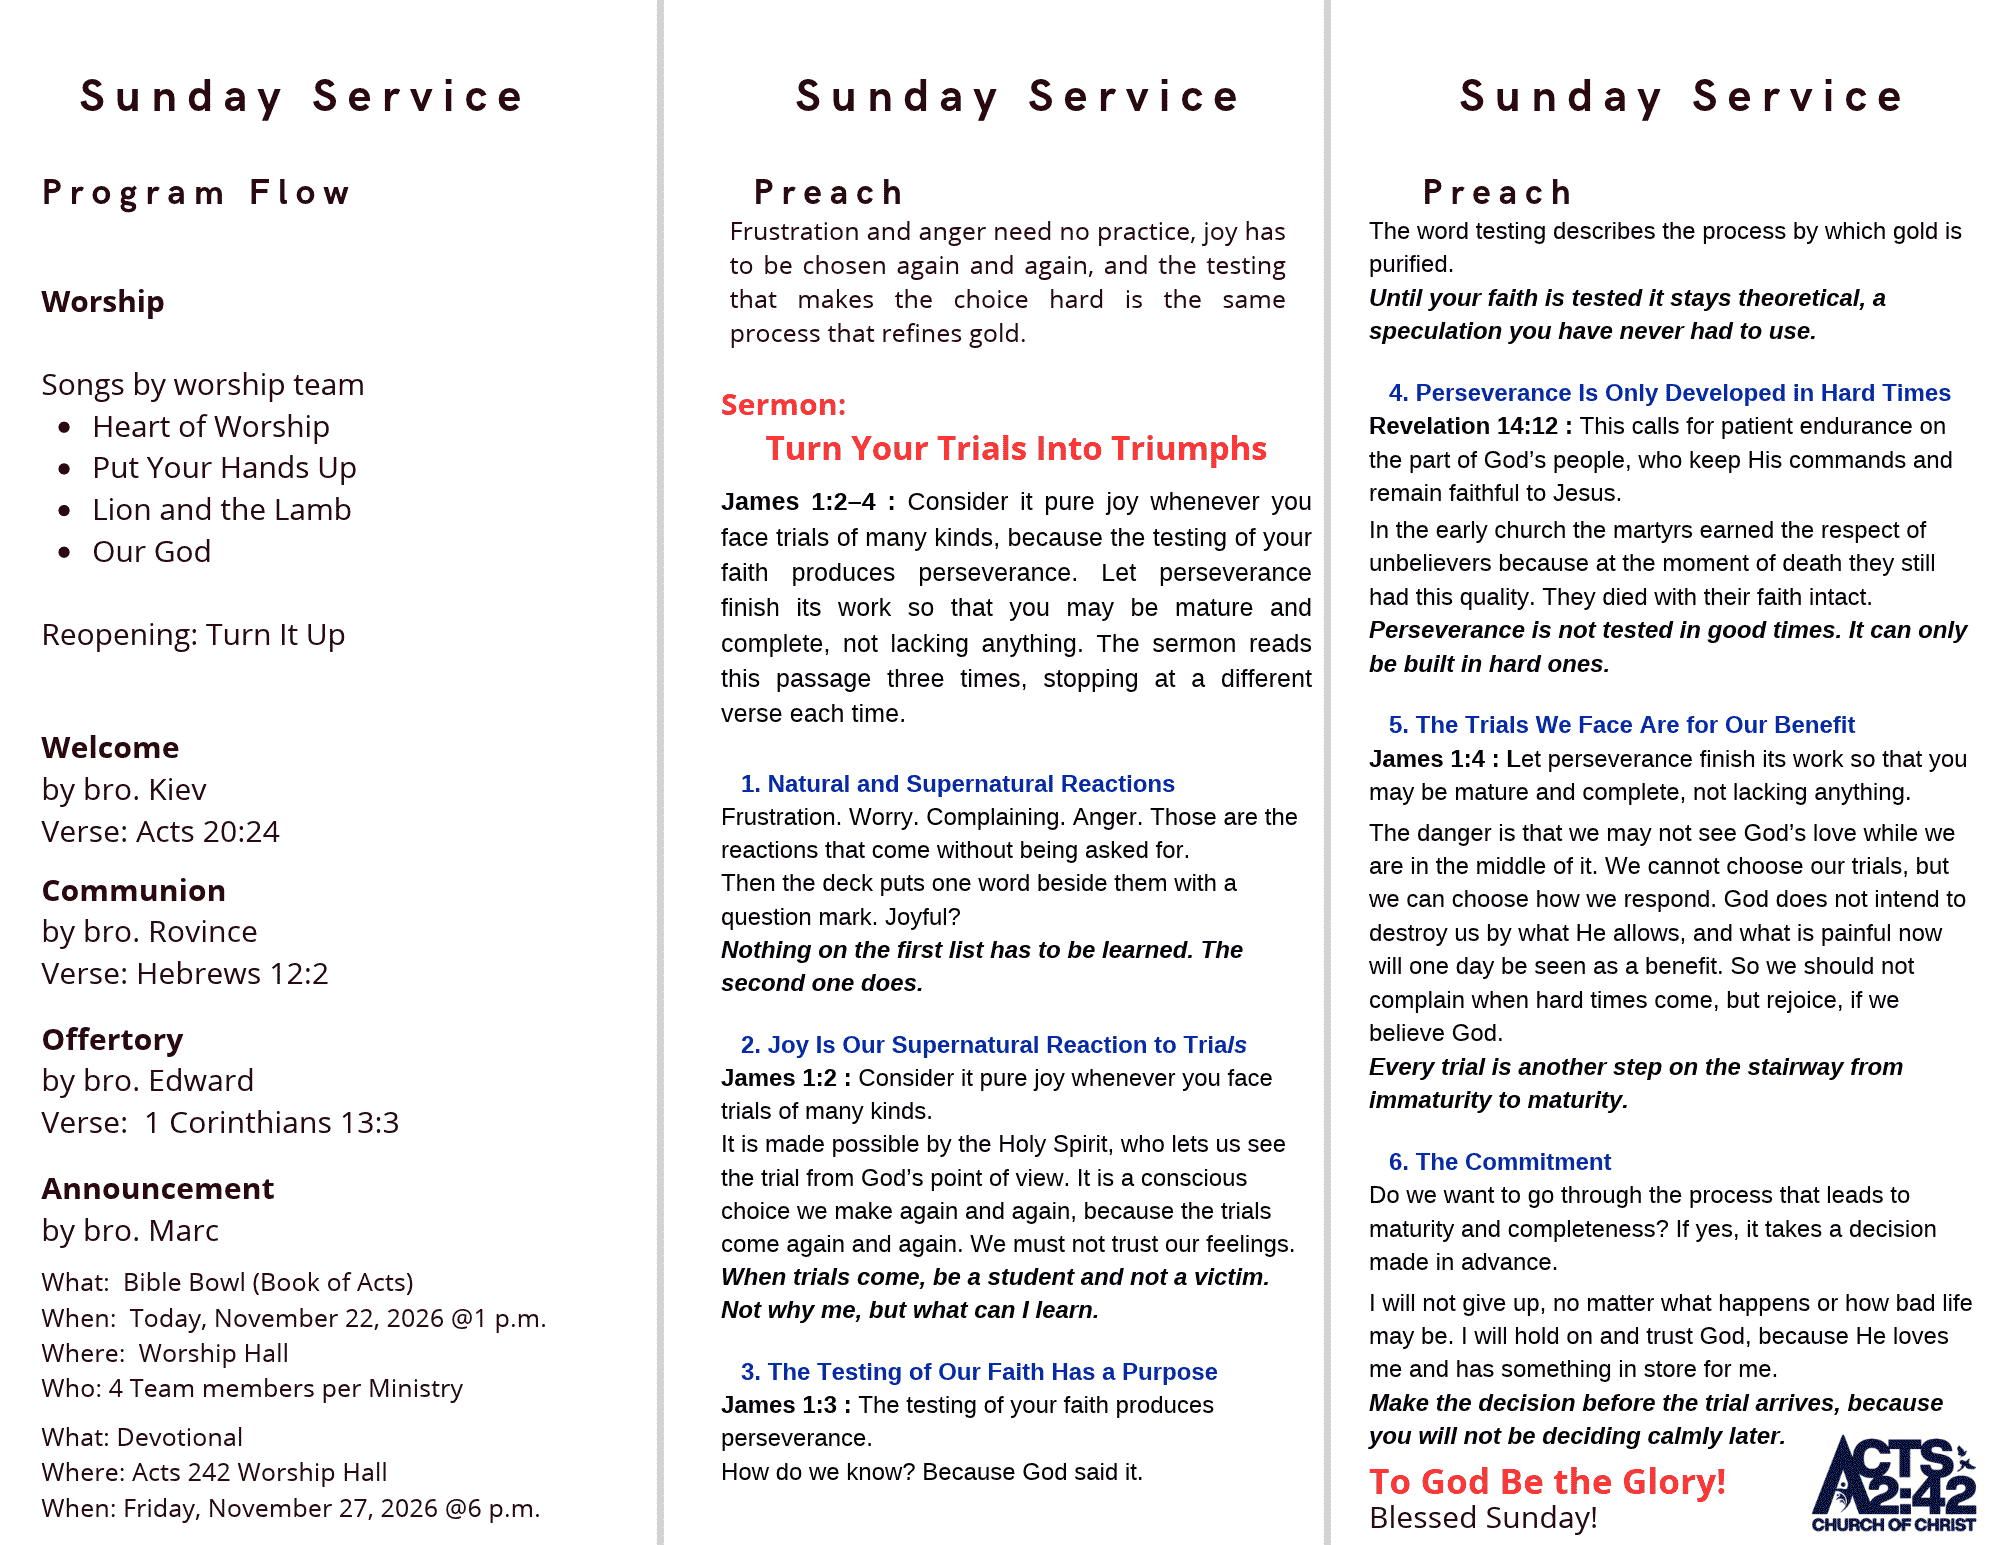 Sunday Service
Program Flow
Worship
Songs by worship team
• Heart of Worship
• Put Your Hands Up
• Lion and the Lamb
• Our God
Reopening: Turn It Up
Welcome
by bro. Kiev
Verse: Acts 20:24
Communion
by bro. Rovince
Verse: Hebrews 12:2
Offertory
by bro. Edward
Verse:  1 Corinthians 13:3
Announcement
by bro. Marc
What:  Bible Bowl (Book of Acts)
When:  Today, November 22, 2026 @1 p.m.
Where:  Worship Hall
Who: 4 Team members per Ministry
What: Devotional
Where: Acts 242 Worship Hall
When: Friday, November 27, 2026 @6 p.m.
Sunday Service
Preach
Frustration and anger need no practice, joy has
to be chosen again and again, and the testing
that makes the choice hard is the same
process that refines gold.
Sermon:
Turn Your Trials Into Triumphs
James 1:2–4 : Consider it pure joy whenever you
face trials of many kinds, because the testing of your
faith produces perseverance. Let perseverance
finish its work so that you may be mature and
complete, not lacking anything. The sermon reads
this passage three times, stopping at a different
verse each time.
1. Natural and Supernatural Reactions
Frustration. Worry. Complaining. Anger. Those are the
reactions that come without being asked for.
Then the deck puts one word beside them with a
question mark. Joyful?
Nothing on the first list has to be learned. The
second one does.
2. Joy Is Our Supernatural Reaction to Trials
James 1:2 : Consider it pure joy whenever you face
trials of many kinds.
It is made possible by the Holy Spirit, who lets us see
the trial from God’s point of view. It is a conscious
choice we make again and again, because the trials
come again and again. We must not trust our feelings.
When trials come, be a student and not a victim.
Not why me, but what can I learn.
3. The Testing of Our Faith Has a Purpose
James 1:3 : The testing of your faith produces
perseverance.
How do we know? Because God said it.
Sunday Service
Preach
The word testing describes the process by which gold is
purified.
Until your faith is tested it stays theoretical, a
speculation you have never had to use.
4. Perseverance Is Only Developed in Hard Times
Revelation 14:12 : This calls for patient endurance on
the part of God’s people, who keep His commands and
remain faithful to Jesus.
In the early church the martyrs earned the respect of
unbelievers because at the moment of death they still
had this quality. They died with their faith intact.
Perseverance is not tested in good times. It can only
be built in hard ones.
5. The Trials We Face Are for Our Benefit
James 1:4 : Let perseverance finish its work so that you
may be mature and complete, not lacking anything.
The danger is that we may not see God’s love while we
are in the middle of it. We cannot choose our trials, but
we can choose how we respond. God does not intend to
destroy us by what He allows, and what is painful now
will one day be seen as a benefit. So we should not
complain when hard times come, but rejoice, if we
believe God.
Every trial is another step on the stairway from
immaturity to maturity.
6. The Commitment
Do we want to go through the process that leads to
maturity and completeness? If yes, it takes a decision
made in advance.
I will not give up, no matter what happens or how bad life
may be. I will hold on and trust God, because He loves
me and has something in store for me.
Make the decision before the trial arrives, because
you will not be deciding calmly later.
To God Be the Glory!
Blessed Sunday!
ACTS
2:42
CHURCH OF CHRIST